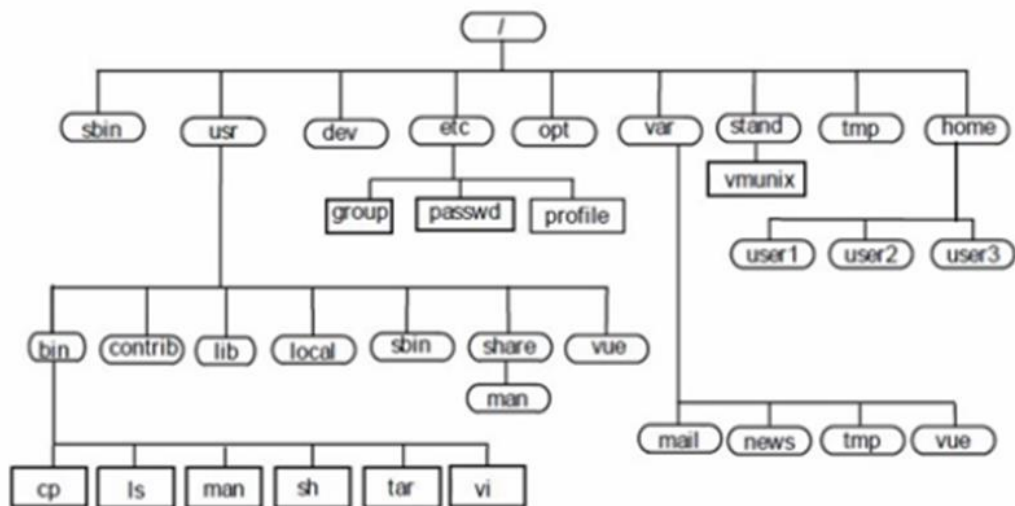 /
sbin usr dev etc opt var stand tmp home
vmunix
group passwd profile
user1 user2 user3
bin contrib lib local sbin share vue
man
mail news tmp vue
cp ls man sh tar vi